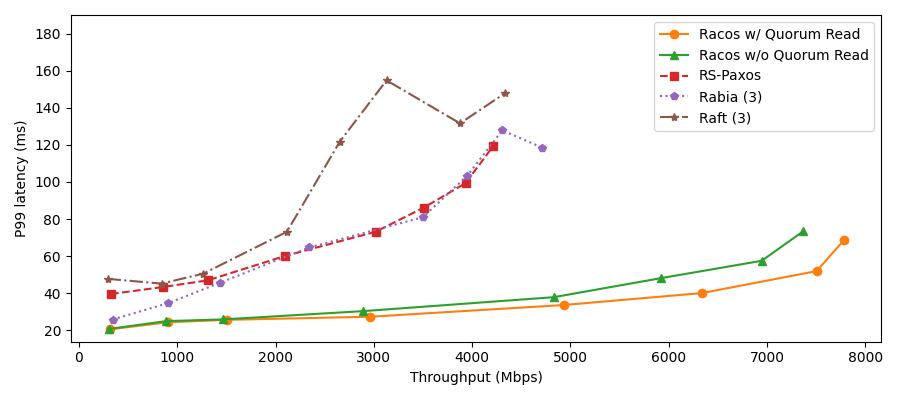 180
160
140
120
100
80
60
40
20
P99 latency (ms)
0
1000
2000
3000
4000
5000
6000
7000
8000
Throughput (Mbps)
Racos w/ Quorum Read
Racos w/o Quorum Read
RS-Paxos
Rabia (3)
Raft (3)